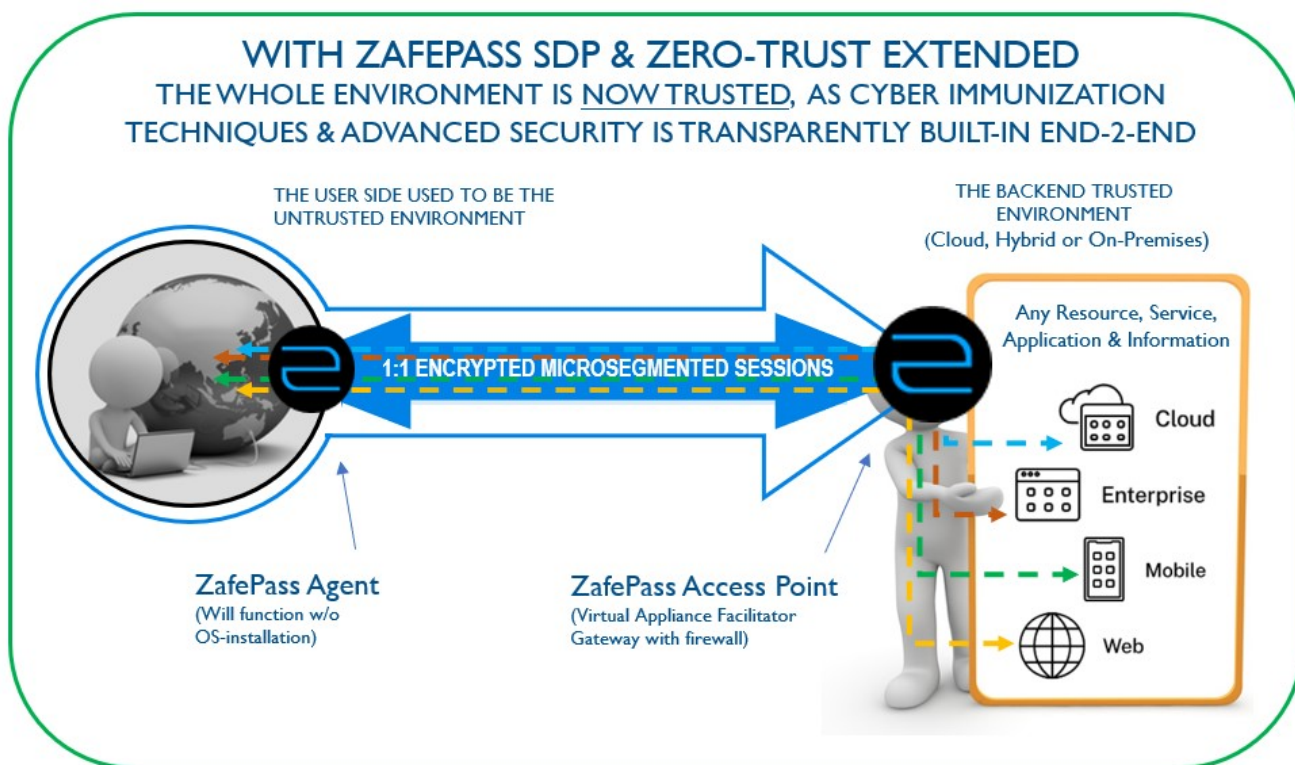 WITH ZAFEPASS SDP & ZERO-TRUST EXTENDED
THE WHOLE ENVIRONMENT IS NOW TRUSTED, AS CYBER IMMUNIZATION
TECHNIQUES & ADVANCED SECURITY IS TRANSPARENTLY BUILT-IN END-2-END
THE USER SIDE USED TO BE THE
UNTRUSTED ENVIRONMENT
THE BACKEND TRUSTED
ENVIRONMENT
(Cloud, Hybrid or On-Premises)
Any Resource, Service,
Application & Information
1:1 ENCRYPTED MICROSEGMENTED SESSIONS
Cloud
Enterprise
Mobile
Web
ZafePass Agent
(Will function w/o
OS-installation)
ZafePass Access Point
(Virtual Appliance Facilitator
Gateway with firewall)